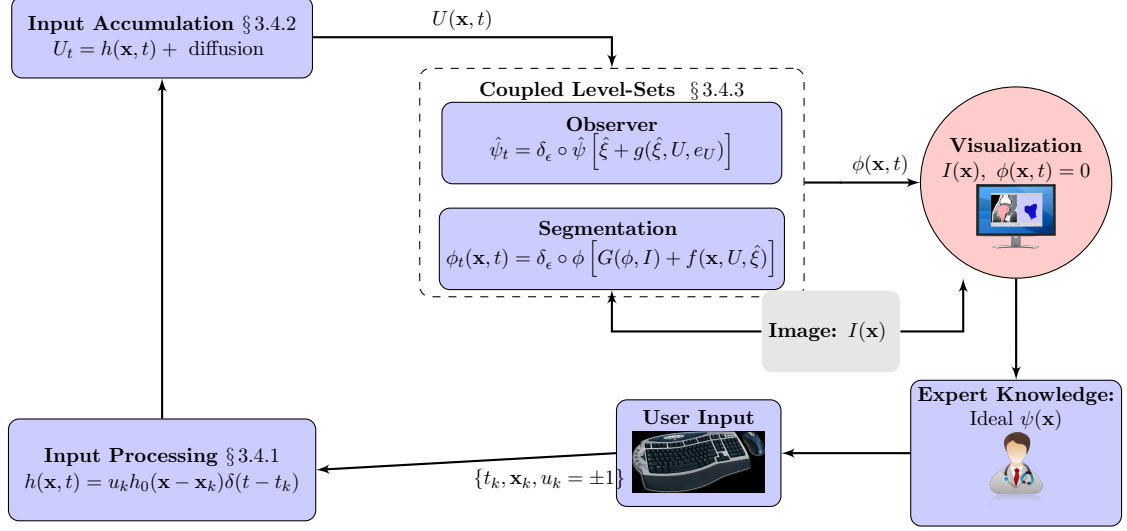 Input Accumulation § 3.4.2
U_t = h(x, t) + diffusion
U(x, t)
Coupled Level-Sets § 3.4.3
Observer
ψ̂_t = δ_ϵ ∘ ψ̂ [ξ̂ + g(ξ̂, U, e_U)]
Segmentation
ϕ_t(x, t) = δ_ϵ ∘ ϕ [G(ϕ, I) + f(x, U, ξ̂)]
ϕ(x, t)
Visualization
I(x), ϕ(x, t) = 0
Image: I(x)
Expert Knowledge:
Ideal ψ(x)
User Input
{t_k, x_k, u_k = ±1}
Input Processing § 3.4.1
h(x, t) = u_k h_0(x − x_k)δ(t − t_k)